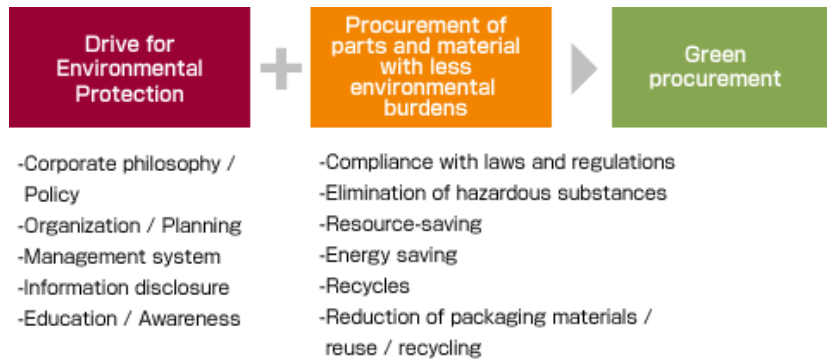 Drive for
Environmental
Protection
Procurement of
parts and material
with less
environmental
burdens
Green
procurement
-Corporate philosophy /
Policy
-Organization / Planning
-Management system
-Information disclosure
-Education / Awareness
-Compliance with laws and regulations
-Elimination of hazardous substances
-Resource-saving
-Energy saving
-Recycles
-Reduction of packaging materials /
reuse / recycling